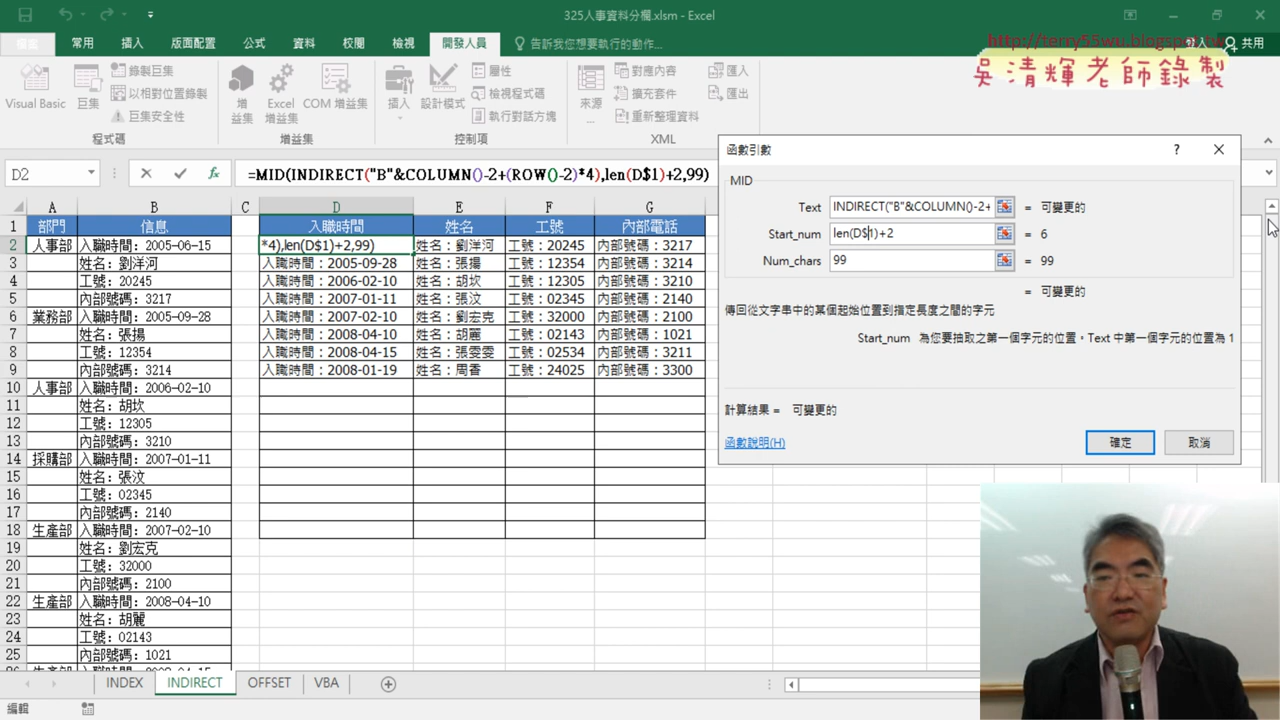 325人事資料分欄.xlsm - Excel
常用 插入 版面配置 公式 資料 校閱 檢視 開發人員 告訴我您想要執行的動作... 共用
http://terry55wu.blogspot.tw
吳清輝老師錄製
Visual Basic 巨集 錄製巨集 以相對位置錄製 巨集安全性
增益集 Excel 增益集 COM 增益集 插入 設計模式 屬性 檢視程式碼 執行對話方塊
來源 ... 對應內容 擴充套件 重新整理資料 匯入 匯出
程式碼 增益集 控制項 XML
D2 =MID(INDIRECT("B"&COLUMN()-2+(ROW()-2)*4),len(D$1)+2,99)
A B C D E F G
1 部門 信息 入職時間 姓名 工號 內部電話
2 人事部 入職時間：2005-06-15 *4),len(D$1)+2,99) 姓名：劉洋河 工號：20245 內部號碼：3217
3 姓名：劉洋河 入職時間：2005-09-28 姓名：張揚 工號：12354 內部號碼：3214
4 工號：20245 入職時間：2006-02-10 姓名：胡坎 工號：12305 內部號碼：3210
5 內部號碼：3217 入職時間：2007-01-11 姓名：張汶 工號：02345 內部號碼：2140
6 業務部 入職時間：2005-09-28 入職時間：2007-02-10 姓名：劉宏克 工號：32000 內部號碼：2100
7 姓名：張揚 入職時間：2008-04-10 姓名：胡麗 工號：02143 內部號碼：1021
8 工號：12354 入職時間：2008-04-15 姓名：張雯雯 工號：02534 內部號碼：3211
9 內部號碼：3214 入職時間：2008-01-19 姓名：周香 工號：24025 內部號碼：3300
10 人事部 入職時間：2006-02-10
11 姓名：胡坎
12 工號：12305
13 內部號碼：3210
14 採購部 入職時間：2007-01-11
15 姓名：張汶
16 工號：02345
17 內部號碼：2140
18 生產部 入職時間：2007-02-10
19 姓名：劉宏克
20 工號：32000
21 內部號碼：2100
22 生產部 入職時間：2008-04-10
23 姓名：胡麗
24 工號：02143
25 內部號碼：1021
函數引數 ?
MID
Text INDIRECT("B"&COLUMN()-2+ = 可變更的
Start_num len(D$1)+2 = 6
Num_chars 99 = 99
= 可變更的
傳回從文字串中的某個起始位置到指定長度之間的字元
Start_num 為您要抽取之第一個字元的位置。Text 中第一個字元的位置為 1
計算結果 = 可變更的
函數說明(H) 確定 取消
INDEX INDIRECT OFFSET VBA
編輯